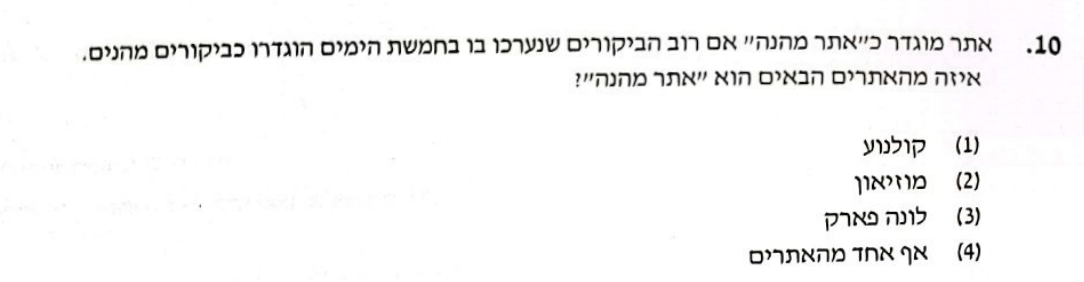 10. אתר מוגדר כ"אתר מהנה" אם רוב הביקורים שנערכו בו בחמשת הימים הוגדרו כביקורים מהנים.
איזה מהאתרים הבאים הוא "אתר מהנה"?
(1) קולנוע
(2) מוזיאון
(3) לונה פארק
(4) אף אחד מהאתרים